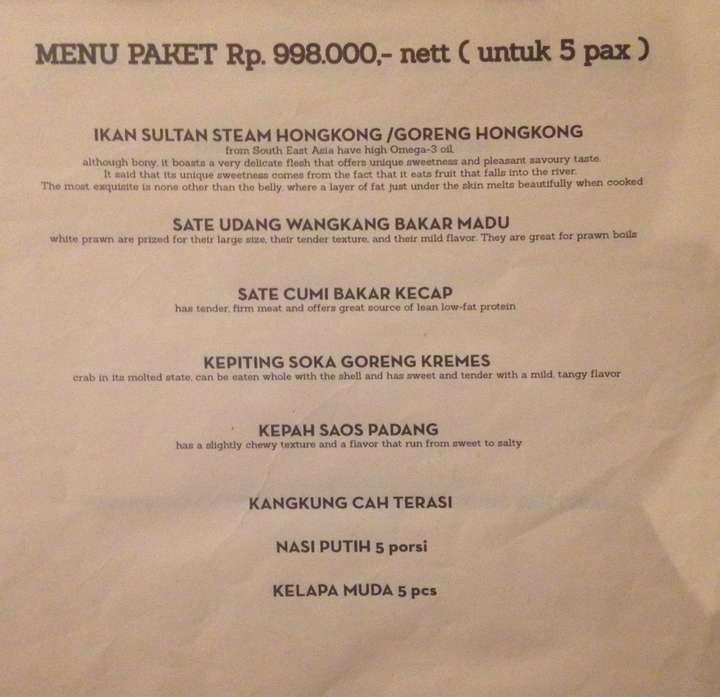 MENU PAKET Rp. 998.000,- nett ( untuk 5 pax )
IKAN SULTAN STEAM HONGKONG /GORENG HONGKONG
from South East Asia have high Omega-3 oil.
although bony, it boasts a very delicate flesh that offers unique sweetness and pleasant savoury taste.
It said that its unique sweetness comes from the fact that it eats fruit that falls into the river.
The most exquisite is none other than the belly, where a layer of fat just under the skin melts beautifully when cooked
SATE UDANG WANGKANG BAKAR MADU
white prawn are prized for their large size, their tender texture, and their mild flavor. They are great for prawn boils
SATE CUMI BAKAR KECAP
has tender, firm meat and offers great source of lean low-fat protein
KEPITING SOKA GORENG KREMES
crab in its molted state, can be eaten whole with the shell and has sweet and tender with a mild, tangy flavor
KEPAH SAOS PADANG
has a slightly chewy texture and a flavor that run from sweet to salty
KANGKUNG CAH TERASI
NASI PUTIH 5 porsi
KELAPA MUDA 5 pcs